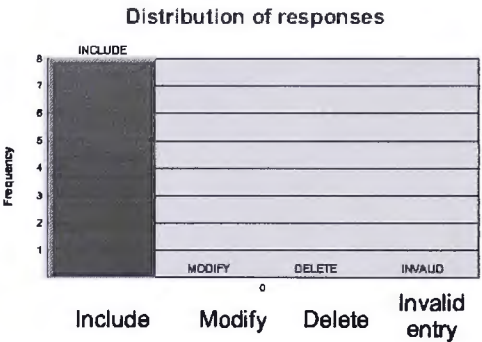 Distribution of responses
INCLUDE
8
7
6
5
4
3
2
1
Frequency
MODIFY DELETE INVALID
0
Include Modify Delete Invalid entry